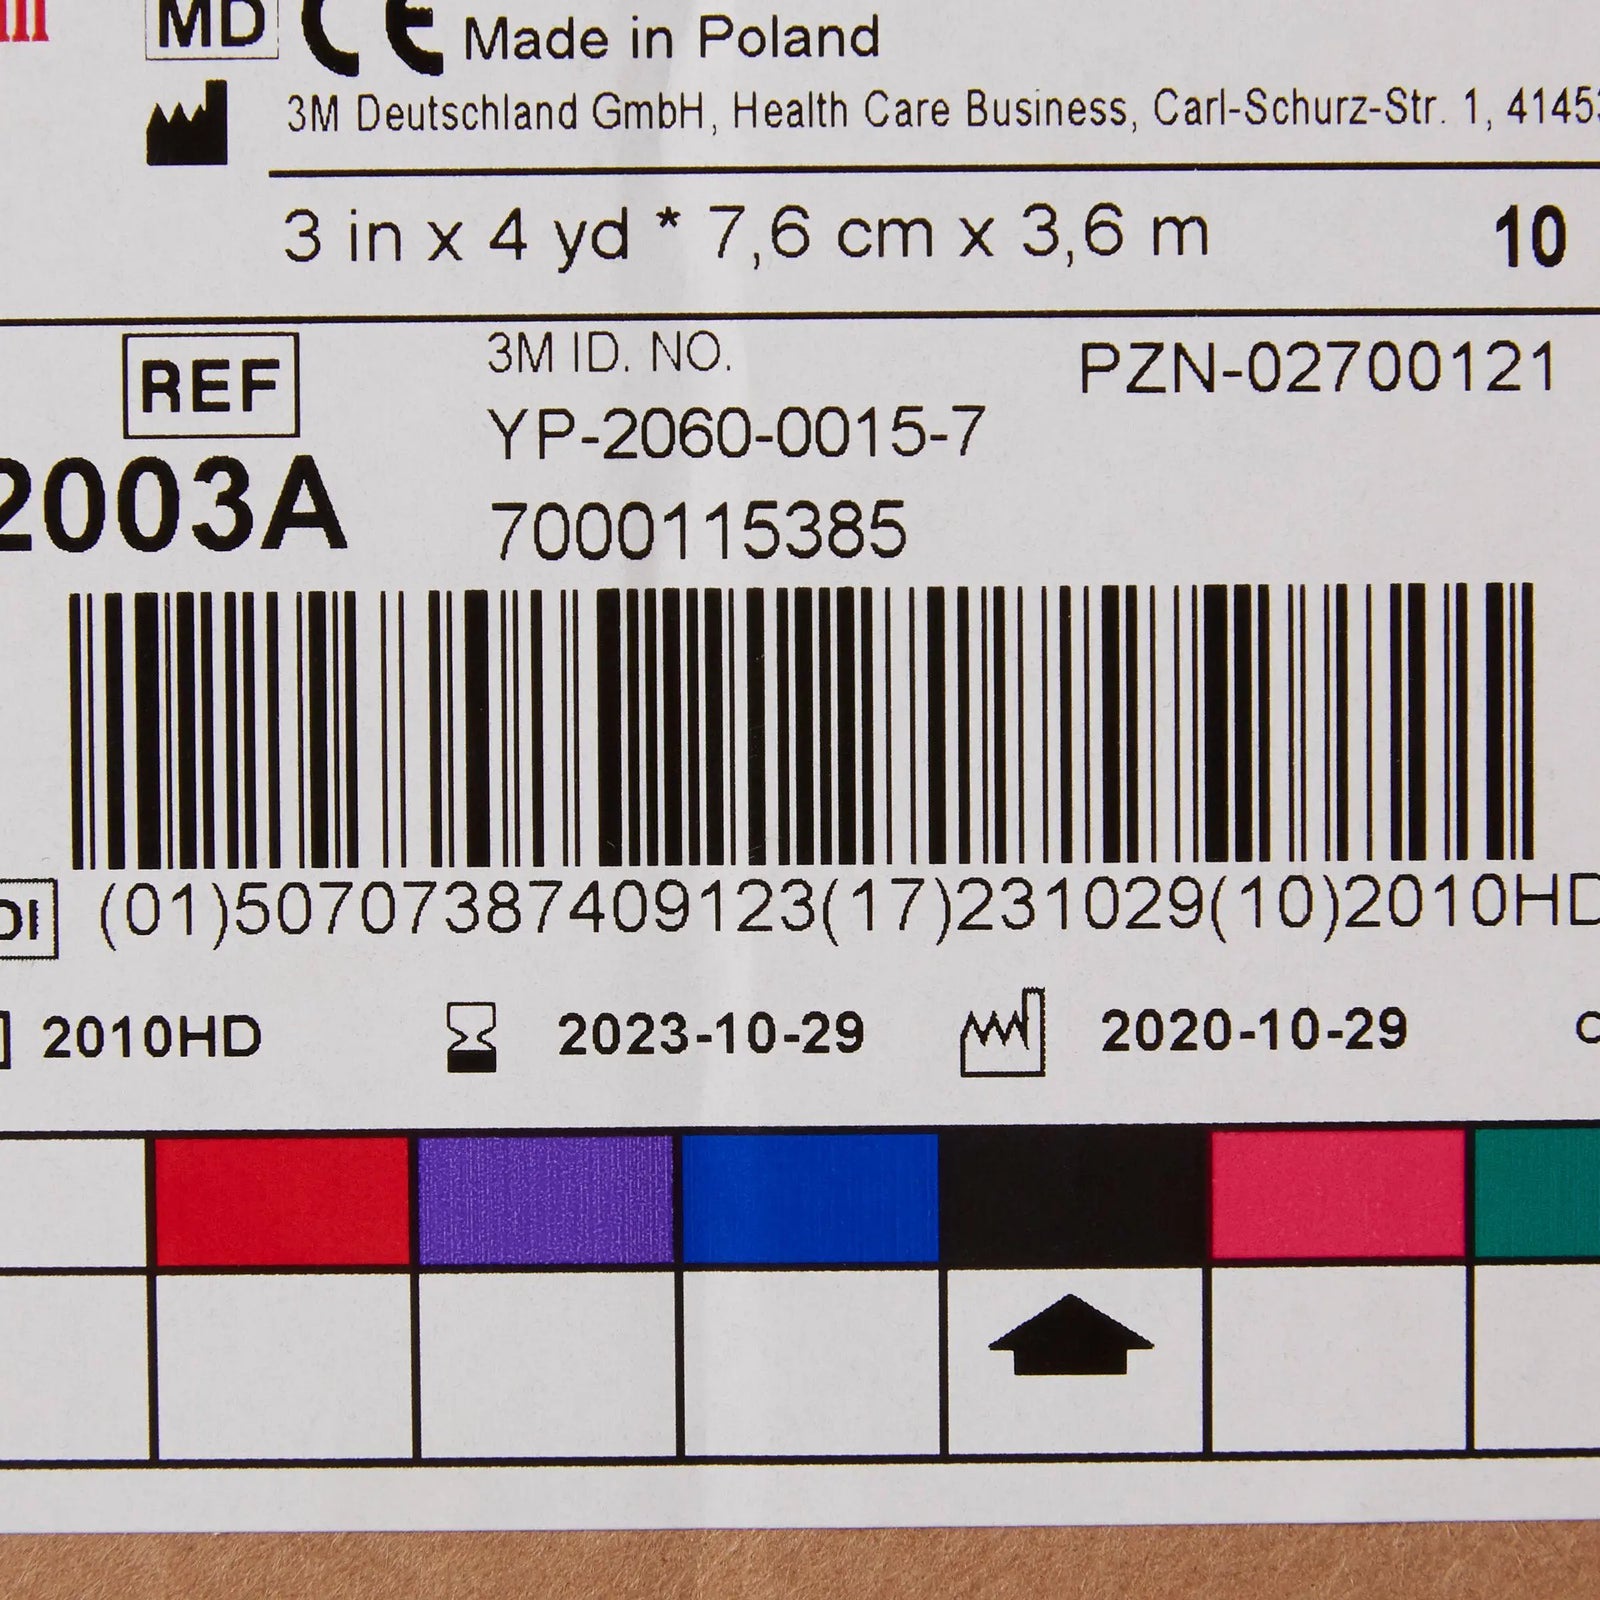 MD CE Made in Poland
3M Deutschland GmbH, Health Care Business, Carl-Schurz-Str. 1, 41453
3 in x 4 yd * 7,6 cm x 3,6 m 10
REF
3M ID. NO.
PZN-02700121
YP-2060-0015-7
2003A
7000115385
(01)50707387409123(17)231029(10)2010HD
2010HD 2023-10-29 2020-10-29